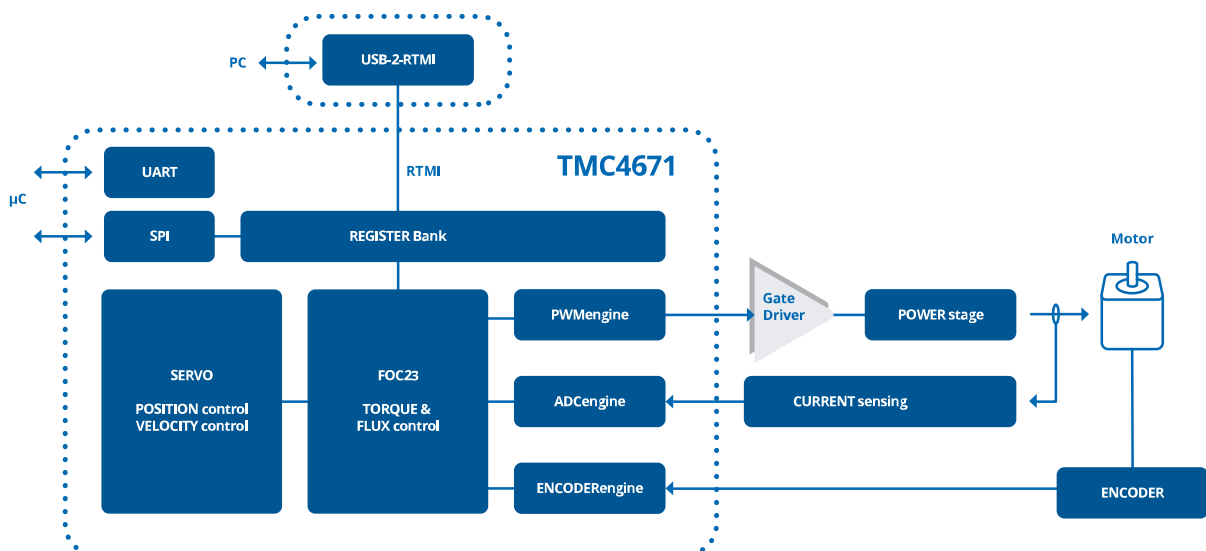 PC
USB-2-RTMI
TMC4671
UART
RTMI
µC
SPI
REGISTER Bank
Motor
Gate
Driver
PWMengine
POWER stage
SERVO
POSITION control
VELOCITY control
FOC23
TORQUE &
FLUX control
ADCengine
CURRENT sensing
ENCODERengine
ENCODER